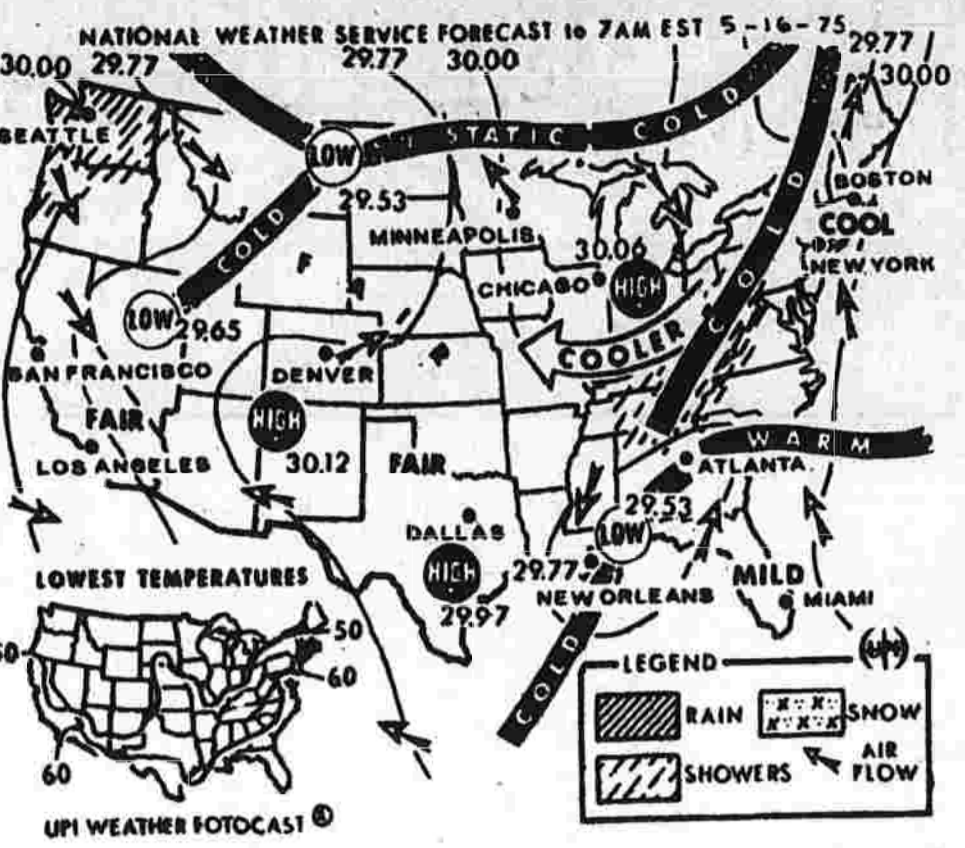 NATIONAL WEATHER SERVICE FORECAST to 7AM EST 5-16-75
30.00 29.77 29.77 30.00 29.77
30.00
SEATTLE
LOW
STATIC
COLD
COLD
29.53
MINNEAPOLIS
BOSTON
COOL
NEW YORK
COLD
F
30.06
CHICAGO
HIGH
LOW
29.65
COOLER
SAN FRANCISCO
DENVER
FAIR
HIGH
WARM
LOS ANGELES
30.12
FAIR
ATLANTA
29.53
DALLAS
LOW
HIGH
29.77
MILD
NEW ORLEANS
MIAMI
29.97
COLD
LOWEST TEMPERATURES
50
60
60
UPI WEATHER FOTOCAST ®
UPI
LEGEND
RAIN
SNOW
SHOWERS
AIR
FLOW